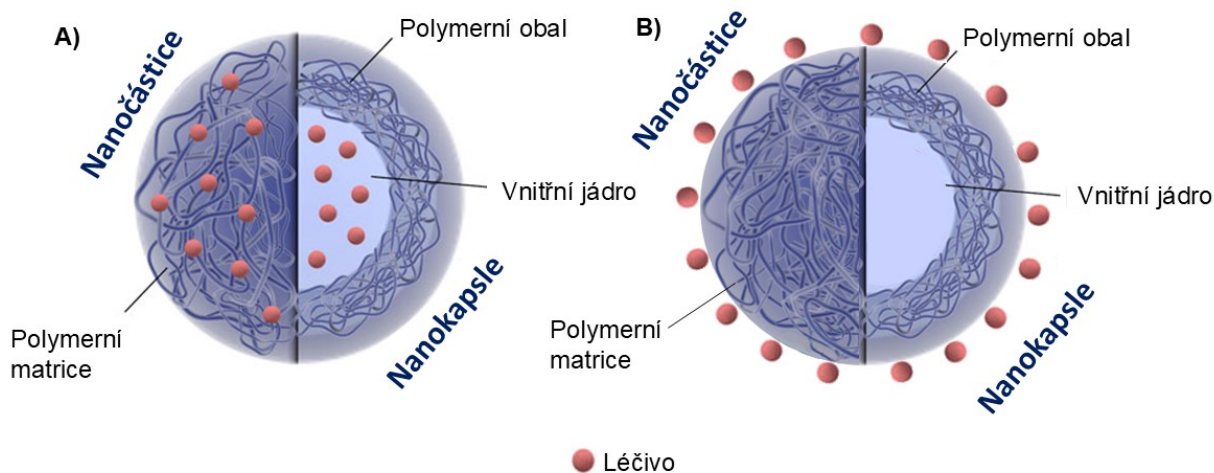 A)
Nanočástice
Polymerní obal
Vnitřní jádro
Polymerní
matrice
Nanokapsle
B)
Nanočástice
Polymerní obal
Vnitřní jádro
Polymerní
matrice
Nanokapsle
Léčivo